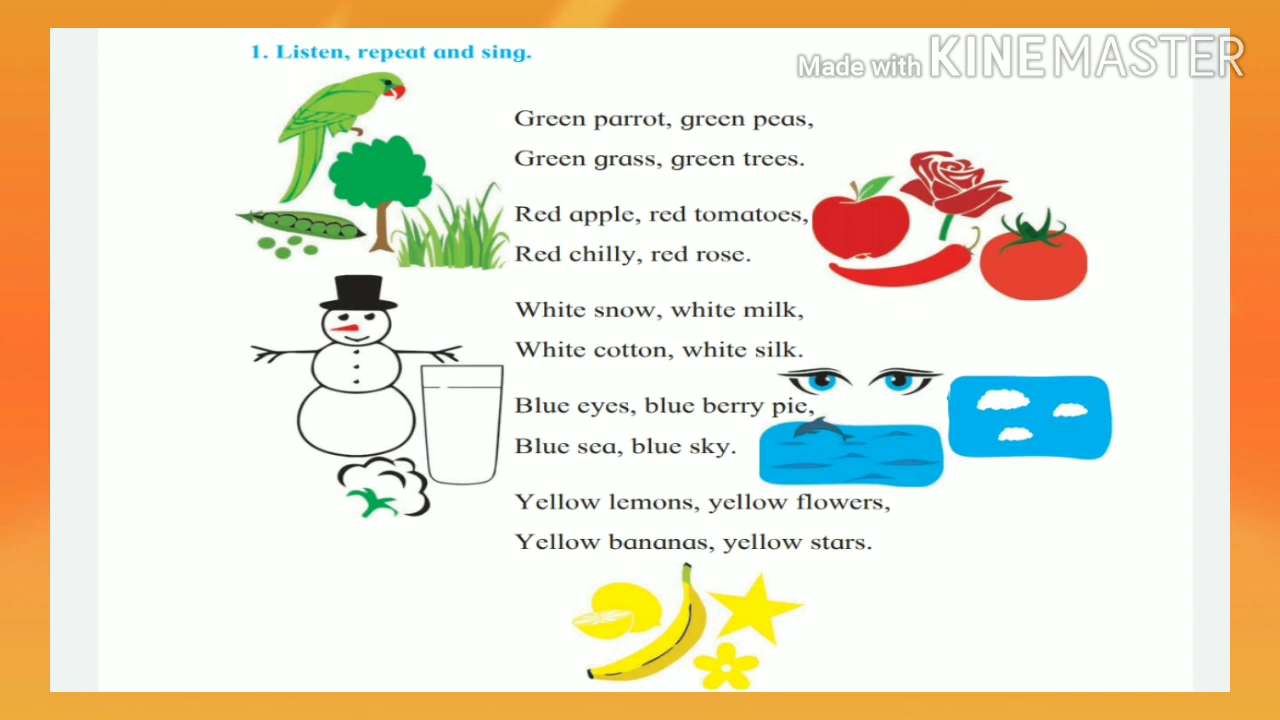 1. Listen, repeat and sing.
Made with KINEMASTER
Green parrot, green peas,
Green grass, green trees.
Red apple, red tomatoes,
Red chilly, red rose.
White snow, white milk,
White cotton, white silk.
Blue eyes, blue berry pie,
Blue sea, blue sky.
Yellow lemons, yellow flowers,
Yellow bananas, yellow stars.